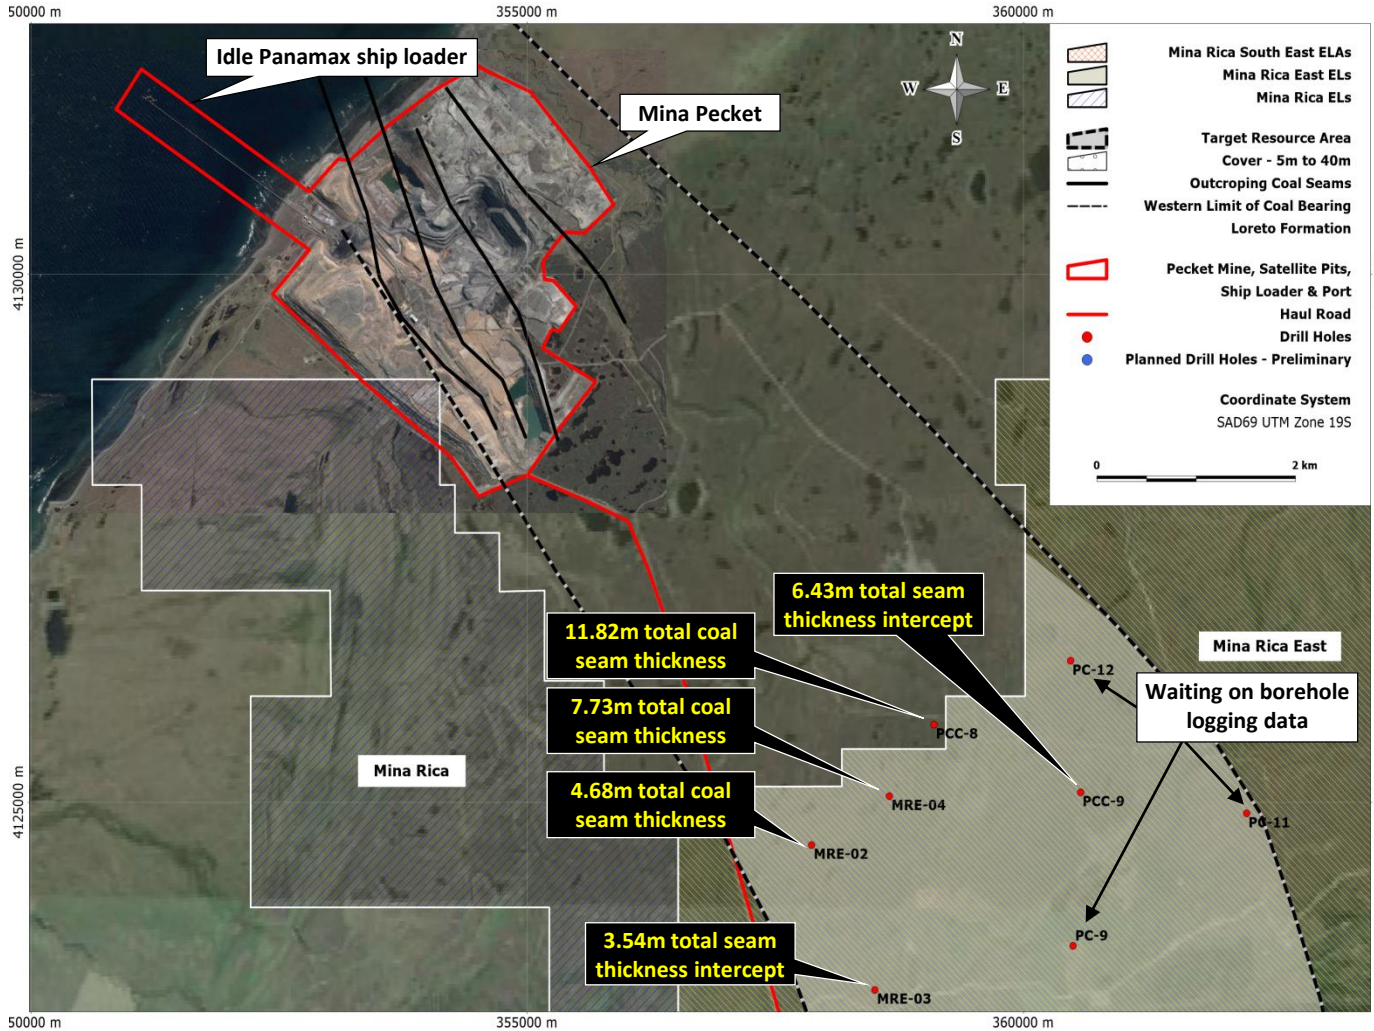 50000 m
355000 m
360000 m
Idle Panamax ship loader
Mina Pecket
N
W
E
S
Mina Rica South East ELAs
Mina Rica East ELs
Mina Rica ELs
Target Resource Area
Cover - 5m to 40m
Outcroping Coal Seams
Western Limit of Coal Bearing
Loreto Formation
Pecket Mine, Satellite Pits,
Ship Loader & Port
Haul Road
Drill Holes
Planned Drill Holes - Preliminary
Coordinate System
SAD69 UTM Zone 19S
0
2 km
4130000 m
6.43m total seam
thickness intercept
11.82m total coal
seam thickness
Mina Rica East
PC-12
Waiting on borehole
logging data
7.73m total coal
seam thickness
PCC-8
Mina Rica
4.68m total coal
seam thickness
MRE-04
PCC-9
PC-11
4125000 m
MRE-02
3.54m total seam
thickness intercept
PC-9
MRE-03
50000 m
355000 m
360000 m